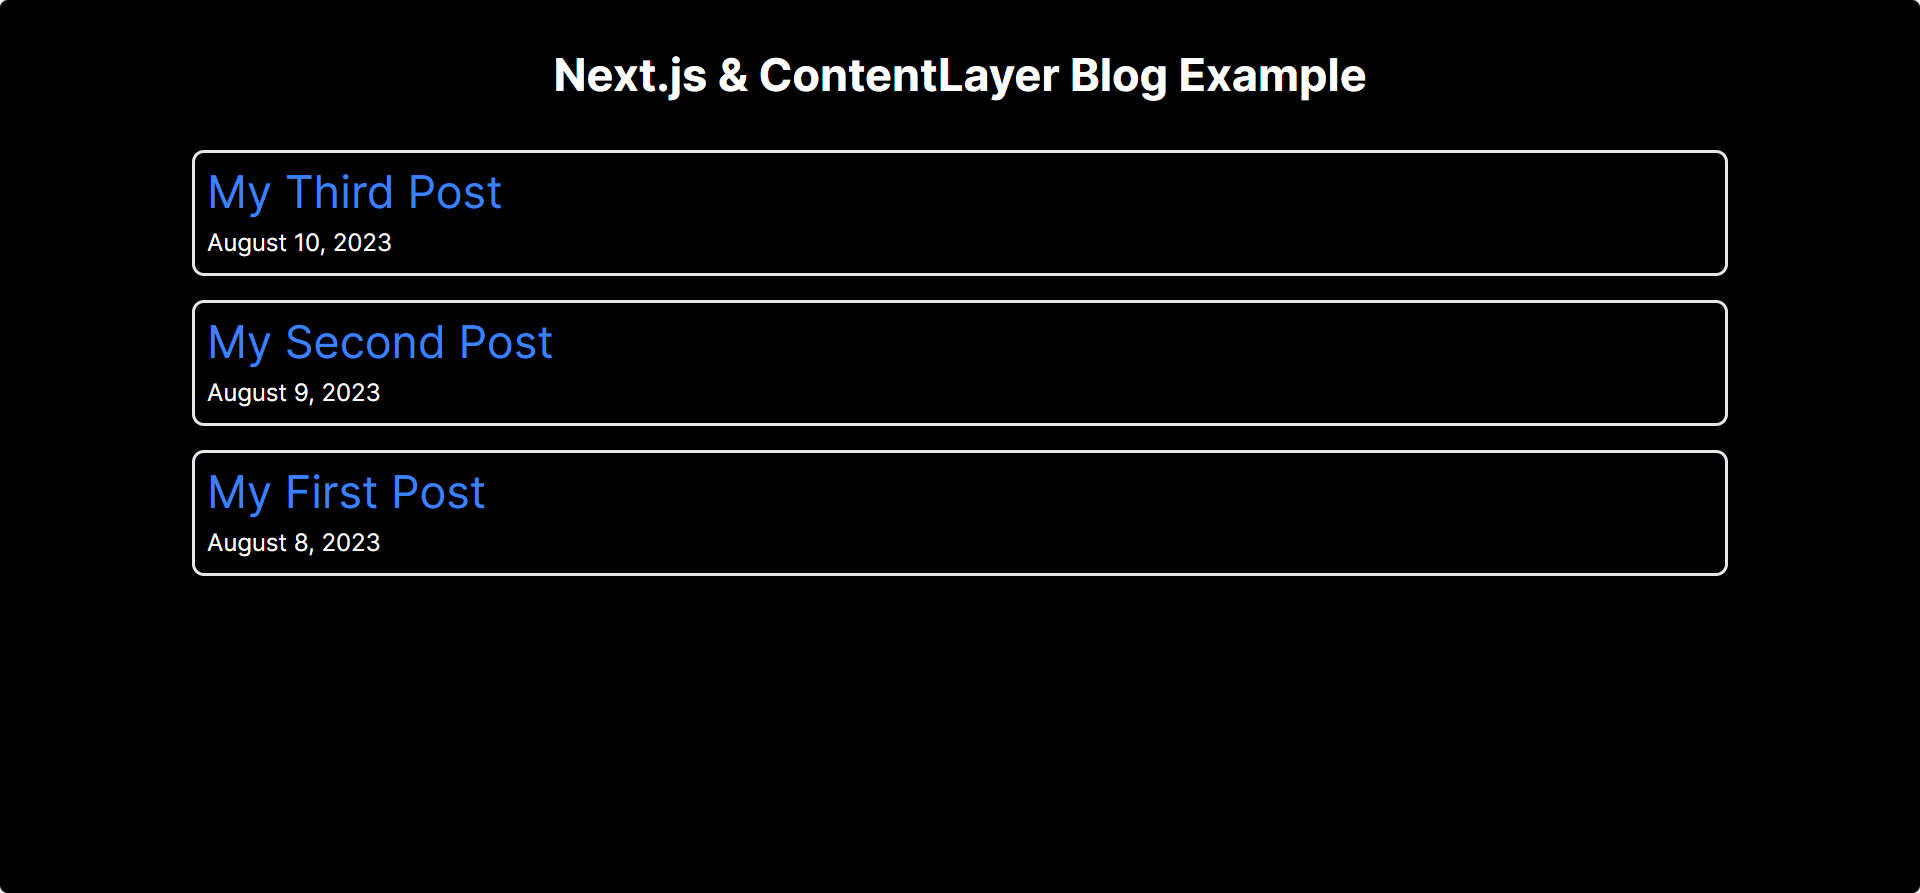 Next.js & ContentLayer Blog Example
My Third Post
August 10, 2023
My Second Post
August 9, 2023
My First Post
August 8, 2023